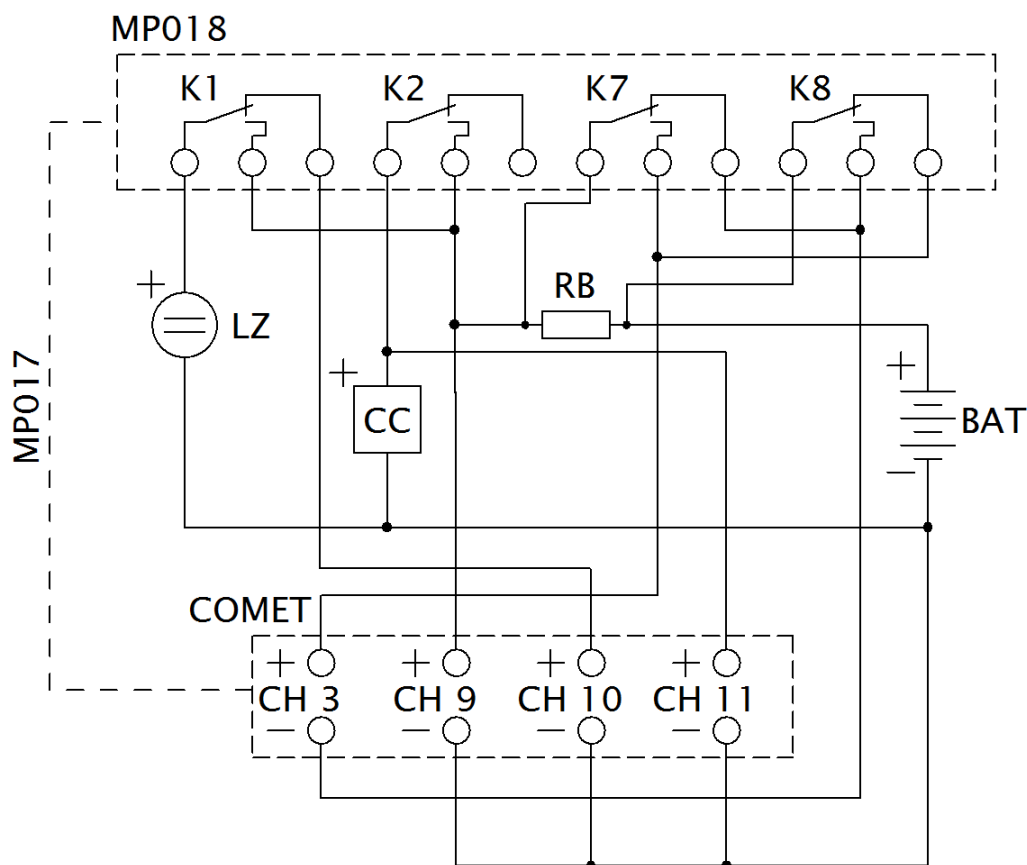 MP018
K1 K2 K7 K8
+ LZ
RB
MP017
+ CC
+ BAT −
COMET
+ + + +
CH 3 CH 9 CH 10 CH 11
− − − −